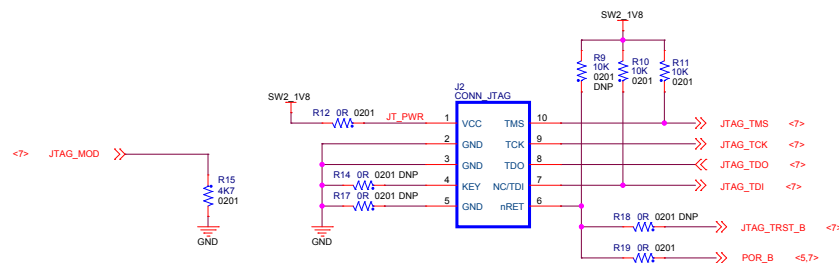 SW2_1V8
R9
10K
0201
DNP
R10
10K
0201
R11
10K
0201
J2
CONN_JTAG
SW2_1V8
R12 0R 0201
JT_PWR
1 VCC TMS 10 JTAG_TMS <7>
2 GND TCK 9 JTAG_TCK <7>
3 GND TDO 8 JTAG_TDO <7>
R14 0R 0201 DNP 4 KEY NC/TDI 7 JTAG_TDI <7>
R17 0R 0201 DNP 5 GND nRET 6
<7> JTAG_MOD
R15
4K7
0201
GND
GND
R18 0R 0201 DNP JTAG_TRST_B <7>
R19 0R 0201 POR_B <5,7>